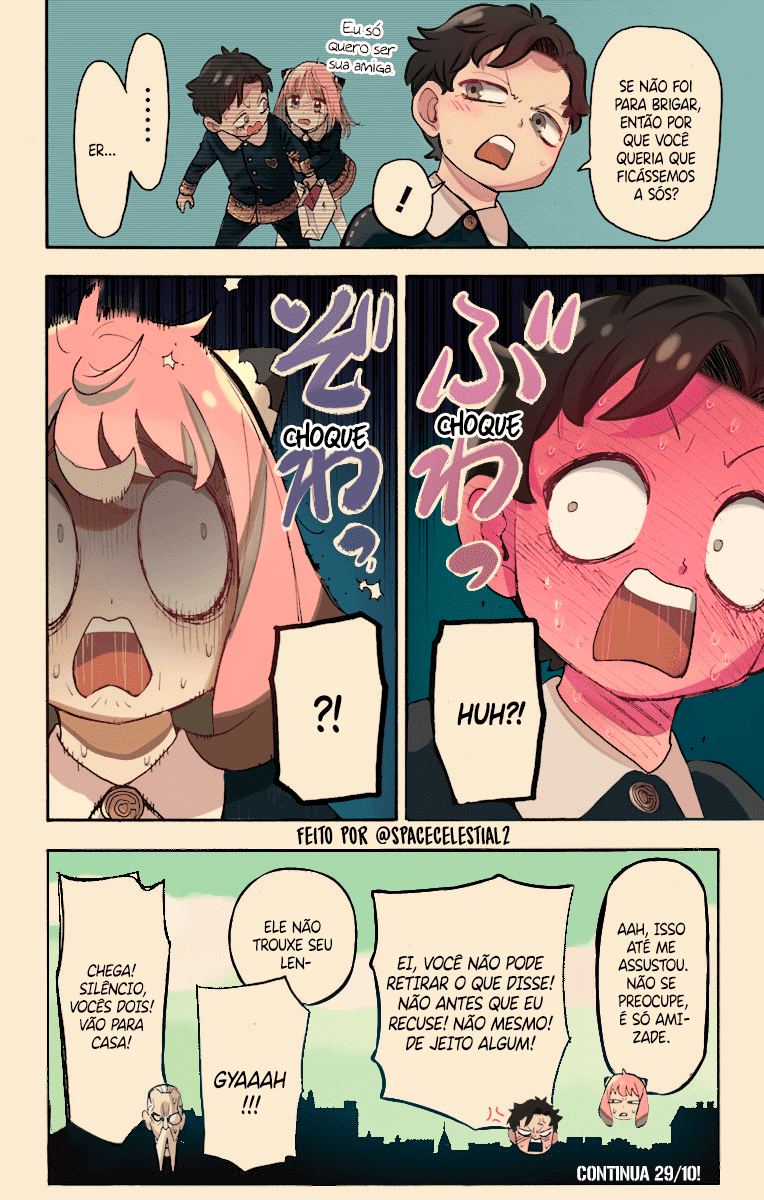 SE NÃO FOI
PARA BRIGAR,
ENTÃO POR
QUE VOCÊ
QUERIA QUE
FICÁSSEMOS
A SÓS?
!
Eu só
quero ser
sua amiga.
.......
ER...
ぶ
わ
っ
CHOQUE
HUH?!
ぞ
わ
っ
CHOQUE
?!
FEITO POR @SPACECELESTIAL2
AAH, ISSO
ATÉ ME
ASSUSTOU.
NÃO SE
PREOCUPE,
É SÓ AMI-
ZADE.
EI, VOCÊ NÃO PODE
RETIRAR O QUE DISSE!
NÃO ANTES QUE EU
RECUSE! NÃO MESMO!
DE JEITO ALGUM!
ELE NÃO
TROUXE SEU
LEN-
GYAAAH
!!!
CHEGA!
SILÊNCIO,
VOCÊS DOIS!
VÃO PARA
CASA!
CONTINUA 29/10!